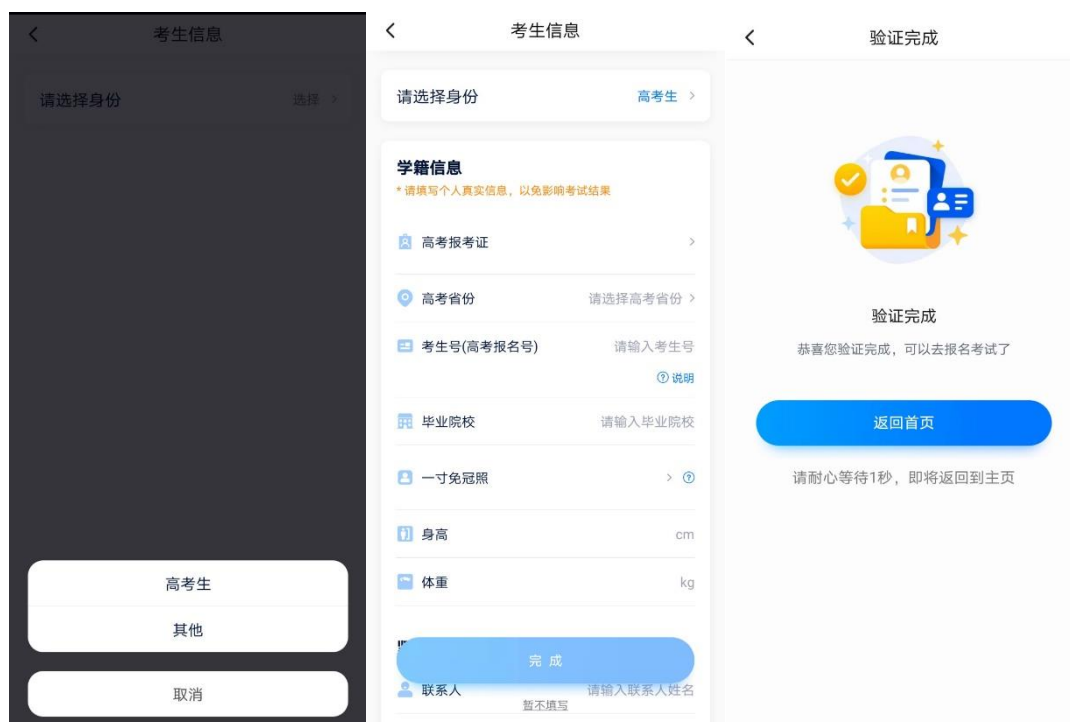 考生信息
请选择身份
选择
高考生
其他
取消
考生信息
请选择身份
高考生
学籍信息
*请填写个人真实信息，以免影响考试结果
高考报考证
高考省份
请选择高考省份
考生号(高考报名号)
请输入考生号
说明
毕业院校
请输入毕业院校
一寸免冠照
身高
cm
体重
kg
完成
联系人
请输入联系人姓名
暂不填写
验证完成
验证完成
恭喜您验证完成，可以去报名考试了
返回首页
请耐心等待1秒，即将返回到主页